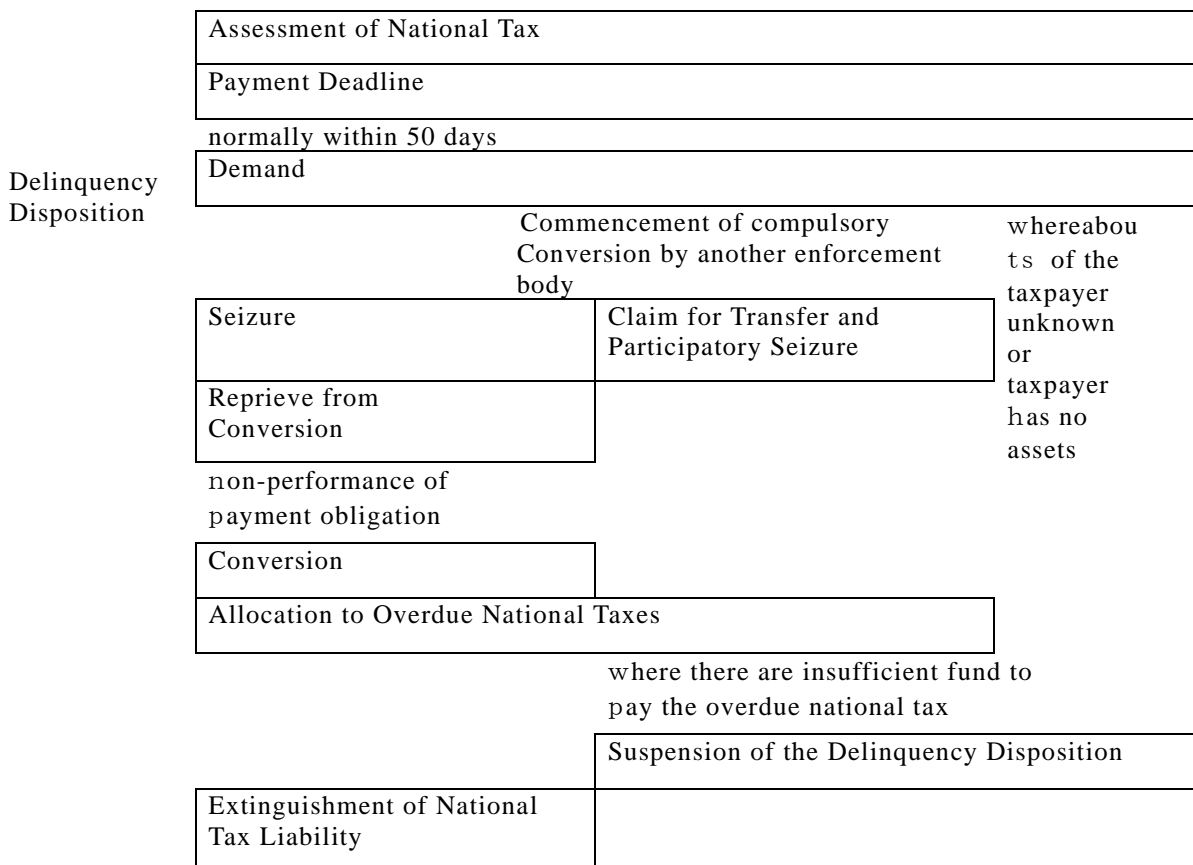 Assessment of National Tax
Payment Deadline
normally within 50 days
Delinquency
Disposition
Demand
Commencement of compulsory
Conversion by another enforcement
body
whereabou
ts of the
taxpayer
unknown
or
taxpayer
has no
assets
Seizure
Claim for Transfer and
Participatory Seizure
Reprieve from
Conversion
non-performance of
payment obligation
Conversion
Allocation to Overdue National Taxes
where there are insufficient fund to
pay the overdue national tax
Suspension of the Delinquency Disposition
Extinguishment of National
Tax Liability